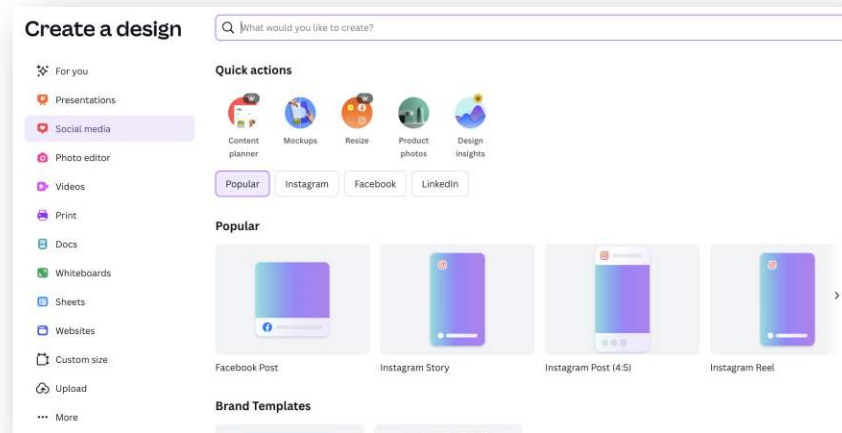 Create a design
What would you like to create?
For you
Presentations
Social media
Photo editor
Videos
Print
Docs
Whiteboards
Sheets
Websites
Custom size
Upload
More
Quick actions
Content
planner
Mockups
Resize
Product
photos
Design
insights
Popular
Instagram
Facebook
LinkedIn
Popular
Facebook Post
Instagram Story
Instagram Post (4:5)
Instagram Reel
Brand Templates